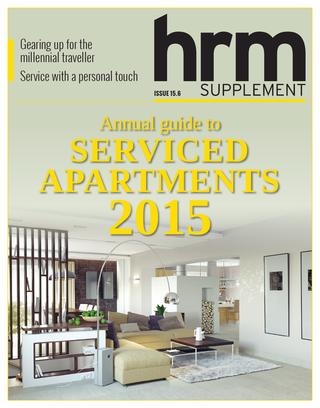 Gearing up for the
millennial traveller
Service with a personal touch
hrm
ISSUE 15.6
SUPPLEMENT
Annual guide to
SERVICED
APARTMENTS
2015